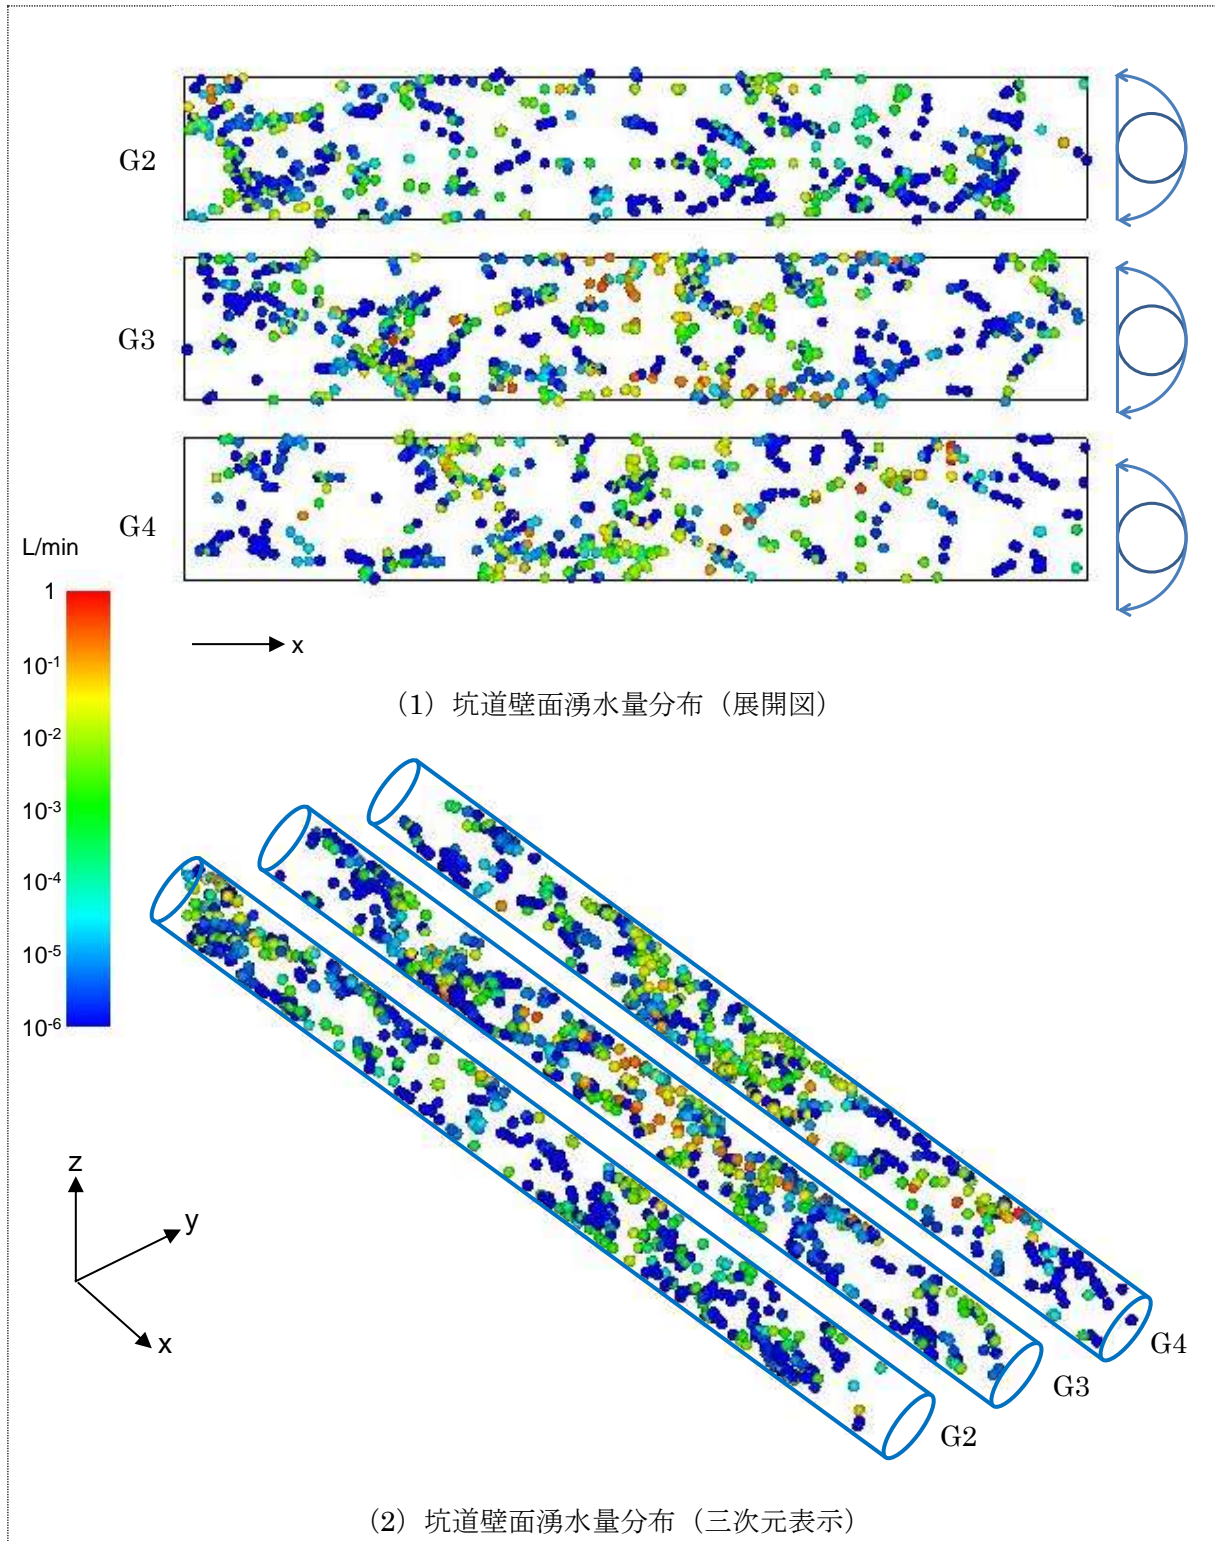 G2
G3
G4
L/min
1
10-1
10-2
10-3
10-4
10-5
10-6
x
(1) 坑道壁面湧水量分布（展開図）
z
y
x
G4
G3
G2
(2) 坑道壁面湧水量分布（三次元表示）